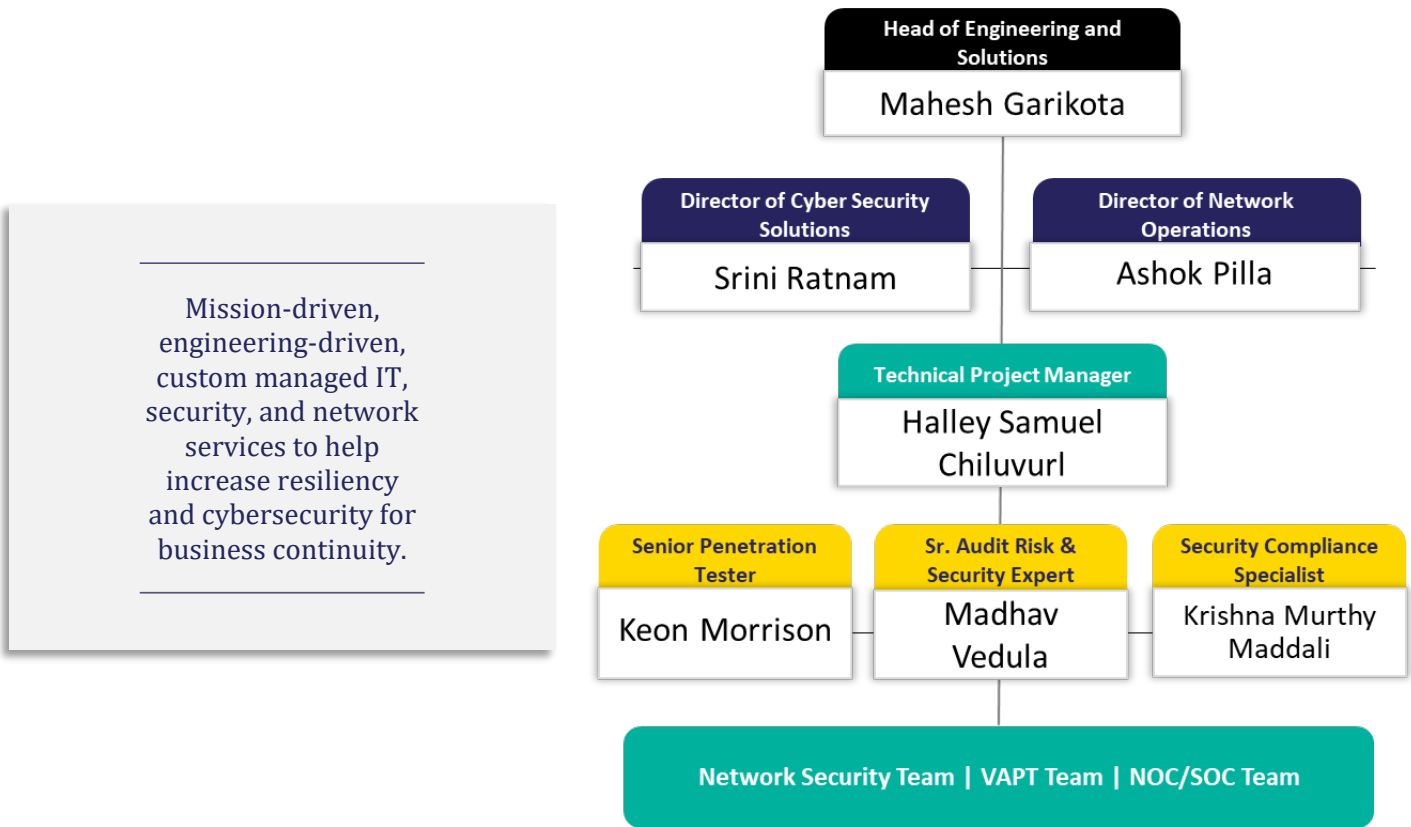 Mission-driven,
engineering-driven,
custom managed IT,
security, and network
services to help
increase resiliency
and cybersecurity for
business continuity.
Head of Engineering and
Solutions
Mahesh Garikota
Director of Cyber Security
Solutions
Srini Ratnam
Director of Network
Operations
Ashok Pilla
Technical Project Manager
Halley Samuel
Chiluvurl
Senior Penetration
Tester
Keon Morrison
Sr. Audit Risk &
Security Expert
Madhav
Vedula
Security Compliance
Specialist
Krishna Murthy
Maddali
Network Security Team | VAPT Team | NOC/SOC Team